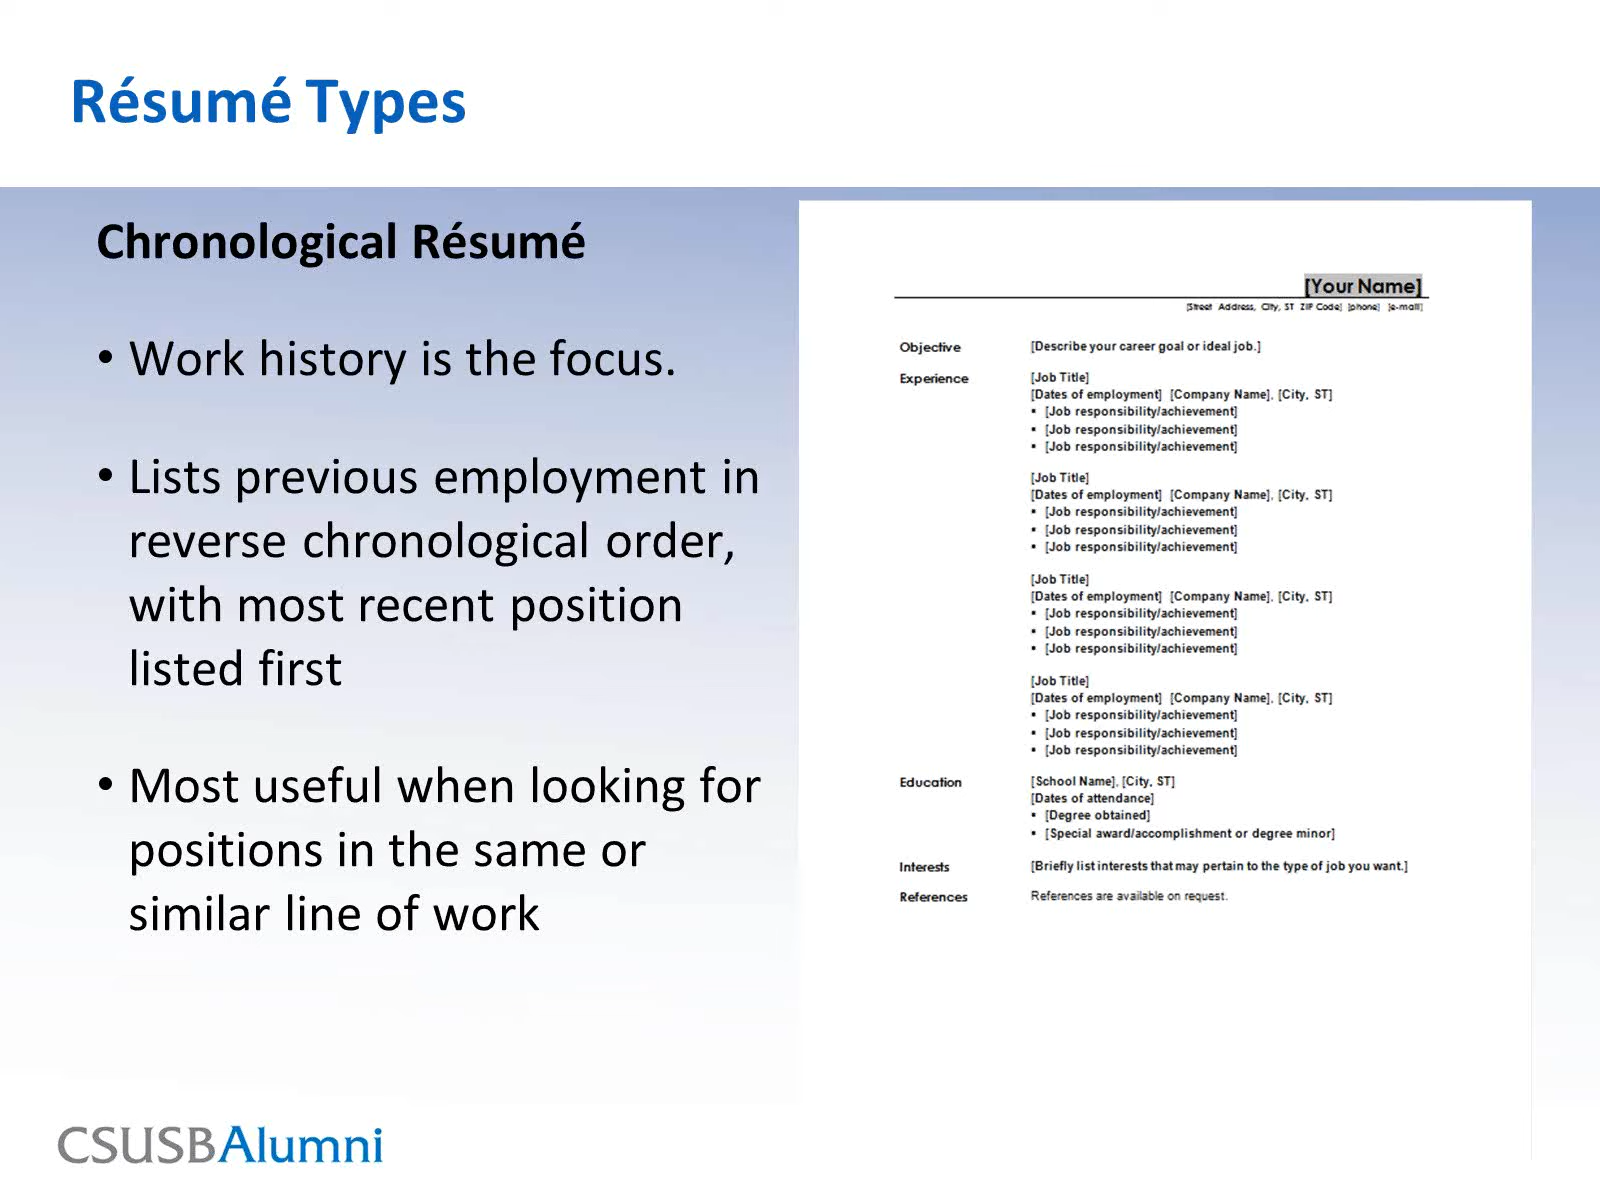 Résumé Types
Chronological Résumé
• Work history is the focus.
• Lists previous employment in
reverse chronological order,
with most recent position
listed first
• Most useful when looking for
positions in the same or
similar line of work
[Your Name]
[Street Address, City, ST ZIP Code] [phone] [e-mail]
Objective [Describe your career goal or ideal job.]
Experience [Job Title]
[Dates of employment] [Company Name], [City, ST]
▪ [Job responsibility/achievement]
▪ [Job responsibility/achievement]
▪ [Job responsibility/achievement]
[Job Title]
[Dates of employment] [Company Name], [City, ST]
▪ [Job responsibility/achievement]
▪ [Job responsibility/achievement]
▪ [Job responsibility/achievement]
[Job Title]
[Dates of employment] [Company Name], [City, ST]
▪ [Job responsibility/achievement]
▪ [Job responsibility/achievement]
▪ [Job responsibility/achievement]
[Job Title]
[Dates of employment] [Company Name], [City, ST]
▪ [Job responsibility/achievement]
▪ [Job responsibility/achievement]
▪ [Job responsibility/achievement]
Education [School Name], [City, ST]
[Dates of attendance]
▪ [Degree obtained]
▪ [Special award/accomplishment or degree minor]
Interests [Briefly list interests that may pertain to the type of job you want.]
References References are available on request.
CSUSBAlumni